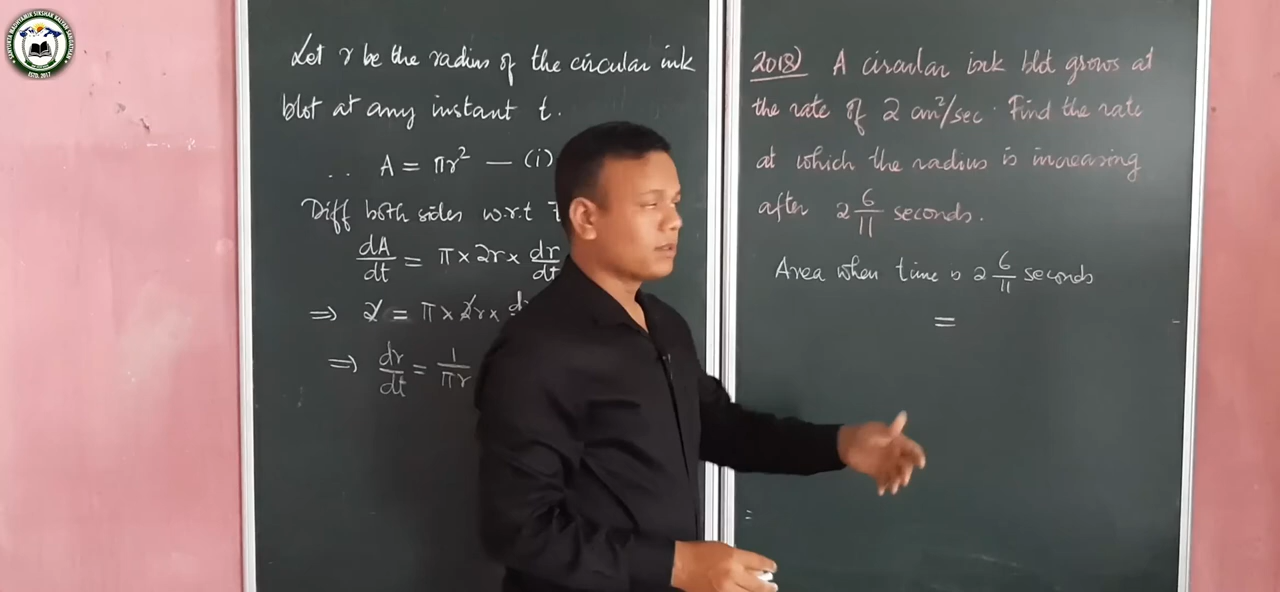 Let r be the radius of the circular ink
blot at any instant t.
∴ A = πr² — (i)
Diff both sides w.r.t
dA/dt = π × 2r × dr/dt
⇒ 2 = π × 2r ×
⇒ dr/dt = 1/πr
2018) A circular ink blot grows at
the rate of 2 cm²/sec. Find the rate
at which the radius is increasing
after 2 6/11 seconds.
Area when time is 2 6/11 seconds
=
ESTD. 2017